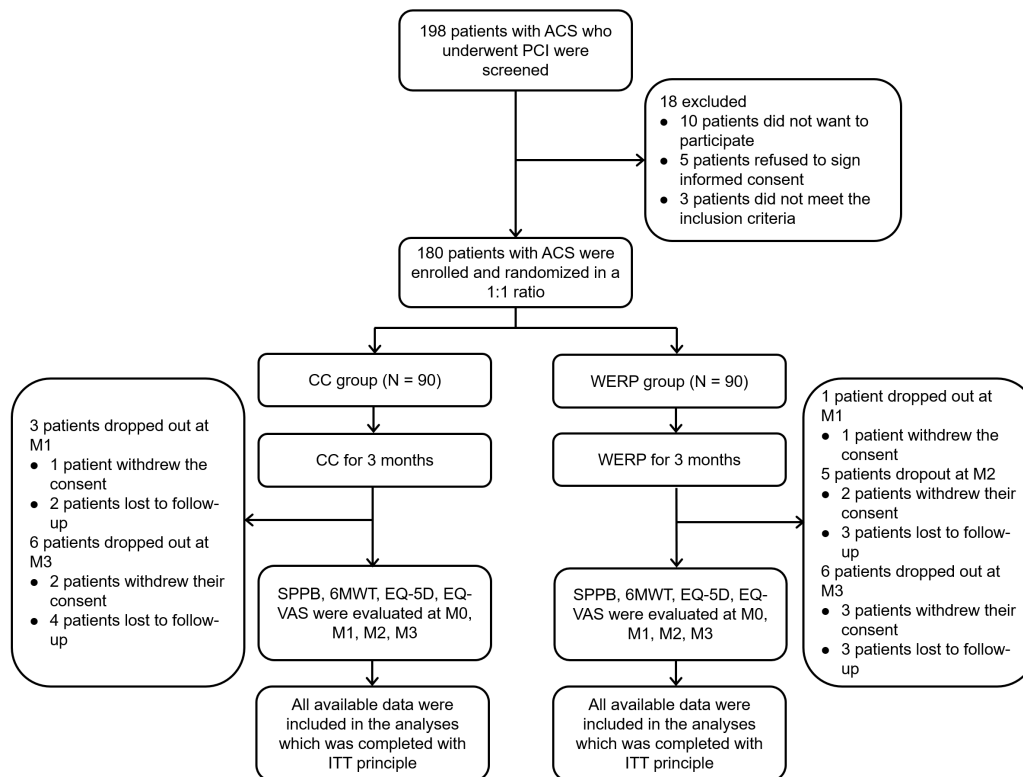 198 patients with ACS who
underwent PCI were
screened
18 excluded
● 10 patients did not want to
participate
● 5 patients refused to sign
informed consent
● 3 patients did not meet the
inclusion criteria
180 patients with ACS were
enrolled and randomized in a
1:1 ratio
CC group (N = 90)
WERP group (N = 90)
CC for 3 months
WERP for 3 months
3 patients dropped out at
M1
● 1 patient withdrew the
consent
● 2 patients lost to follow-
up
6 patients dropped out at
M3
● 2 patients withdrew their
consent
● 4 patients lost to follow-
up
1 patient dropped out at
M1
● 1 patient withdrew the
consent
5 patients dropout at M2
● 2 patients withdrew their
consent
● 3 patients lost to follow-
up
6 patients dropped out at
M3
● 3 patients withdrew their
consent
● 3 patients lost to follow-
up
SPPB, 6MWT, EQ-5D, EQ-
VAS were evaluated at M0,
M1, M2, M3
SPPB, 6MWT, EQ-5D, EQ-
VAS were evaluated at M0,
M1, M2, M3
All available data were
included in the analyses
which was completed with
ITT principle
All available data were
included in the analyses
which was completed with
ITT principle